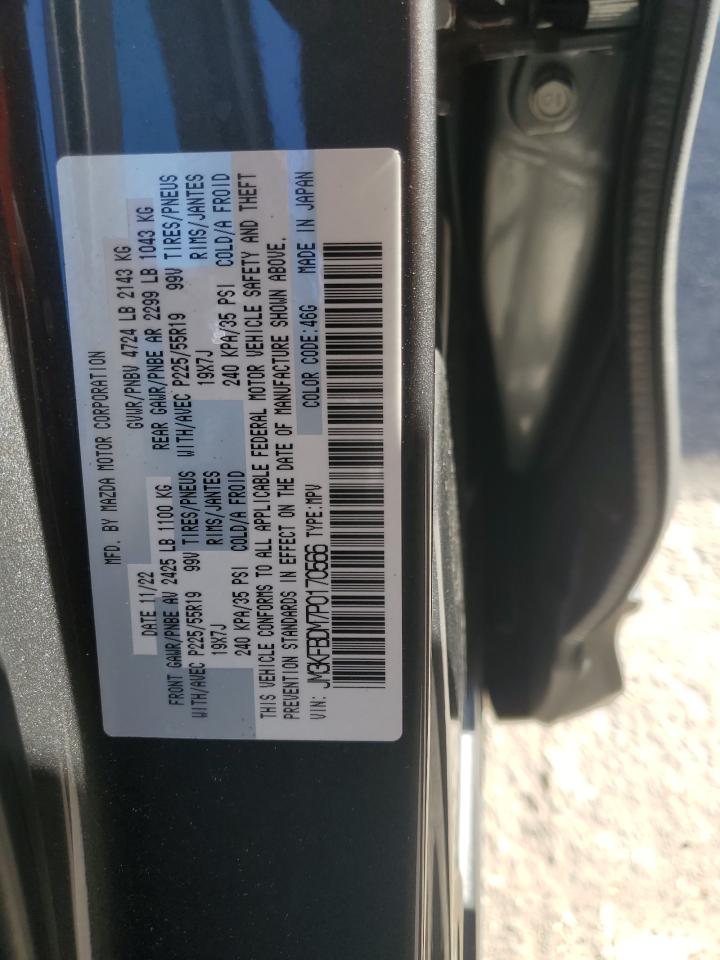 MFD. BY MAZDA MOTOR CORPORATION
DATE 11/22 GVWR/PNBV 4724 LB 2143 KG
FRONT GAWR/PNBE AV 2425 LB 1100 KG REAR GAWR/PNBE AR 2299 LB 1043 KG
WITH/AVEC P225/55R19 99V TIRES/PNEUS WITH/AVEC P225/55R19 99V TIRES/PNEUS
19X7J RIMS/JANTES 19X7J RIMS/JANTES
240 KPA/35 PSI COLD/A FROID 240 KPA/35 PSI COLD/A FROID
THIS VEHICLE CONFORMS TO ALL APPLICABLE FEDERAL MOTOR VEHICLE SAFETY AND THEFT
PREVENTION STANDARDS IN EFFECT ON THE DATE OF MANUFACTURE SHOWN ABOVE.
VIN: JM3KFBDM7P0170566 TYPE:MPV COLOR CODE:46G MADE IN JAPAN